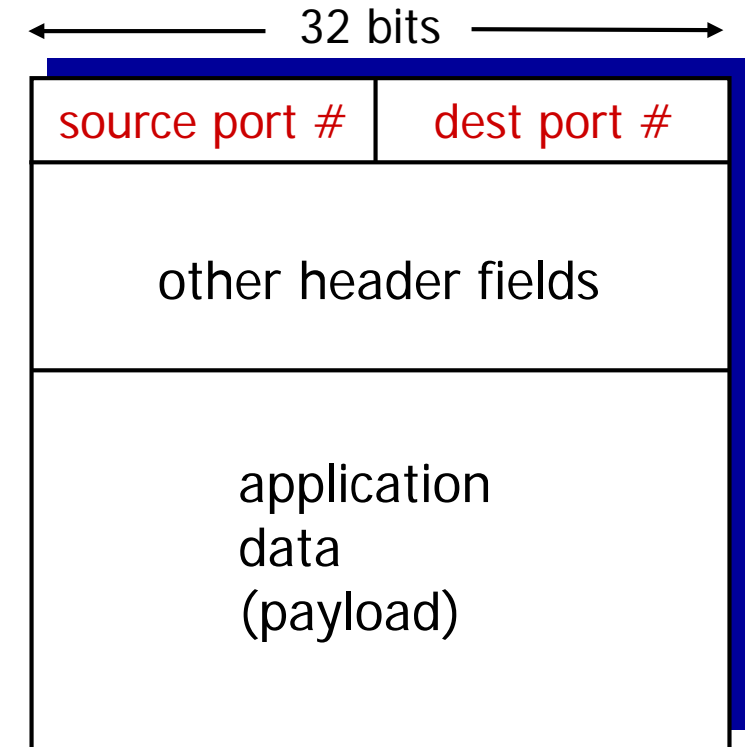 32 bits
source port # dest port #
other header fields
application
data
(payload)